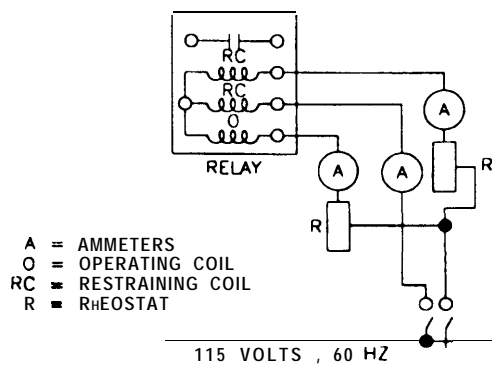 RC
RC
O
RELAY
A
A
A
R
R
A = AMMETERS
O = OPERATING COIL
RC = RESTRAINING COIL
R = RHEOSTAT
115 VOLTS , 60 HZ